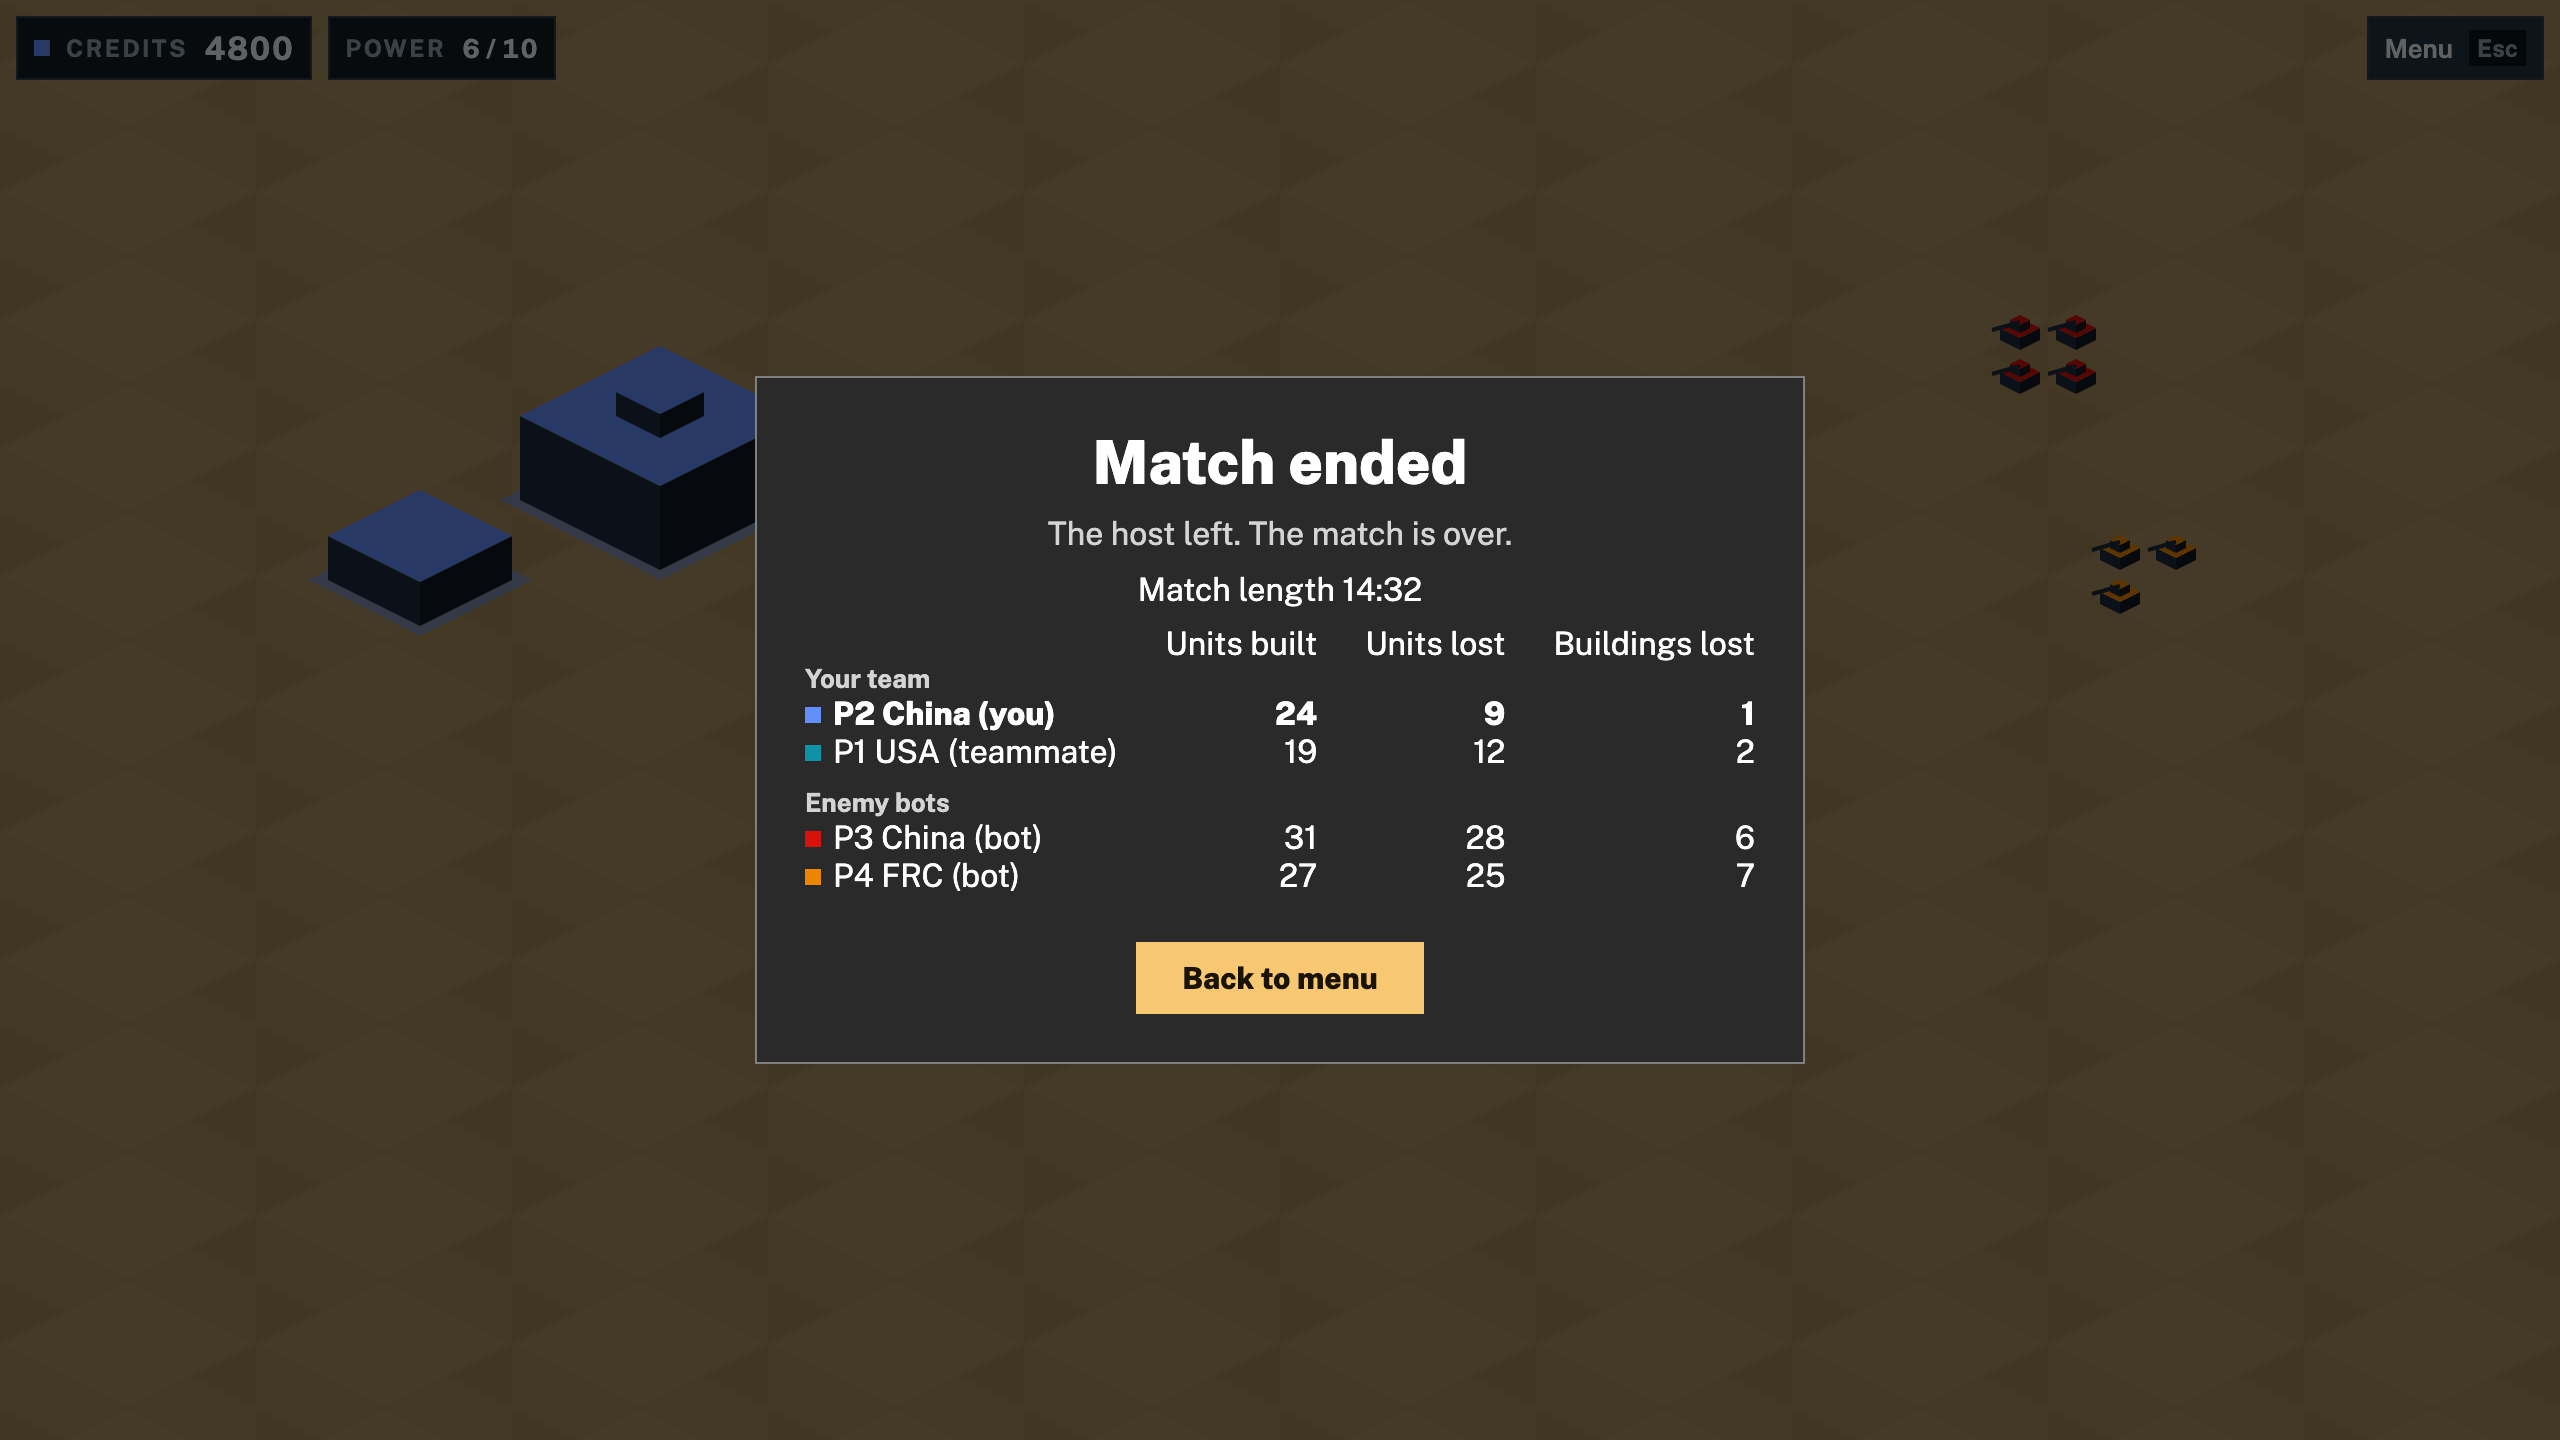 CREDITS 4800 POWER 6/10 Menu Esc
Match ended
The host left. The match is over.
Match length 14:32
Units built Units lost Buildings lost
Your team
P2 China (you) 24 9 1
P1 USA (teammate) 19 12 2
Enemy bots
P3 China (bot) 31 28 6
P4 FRC (bot) 27 25 7
Back to menu